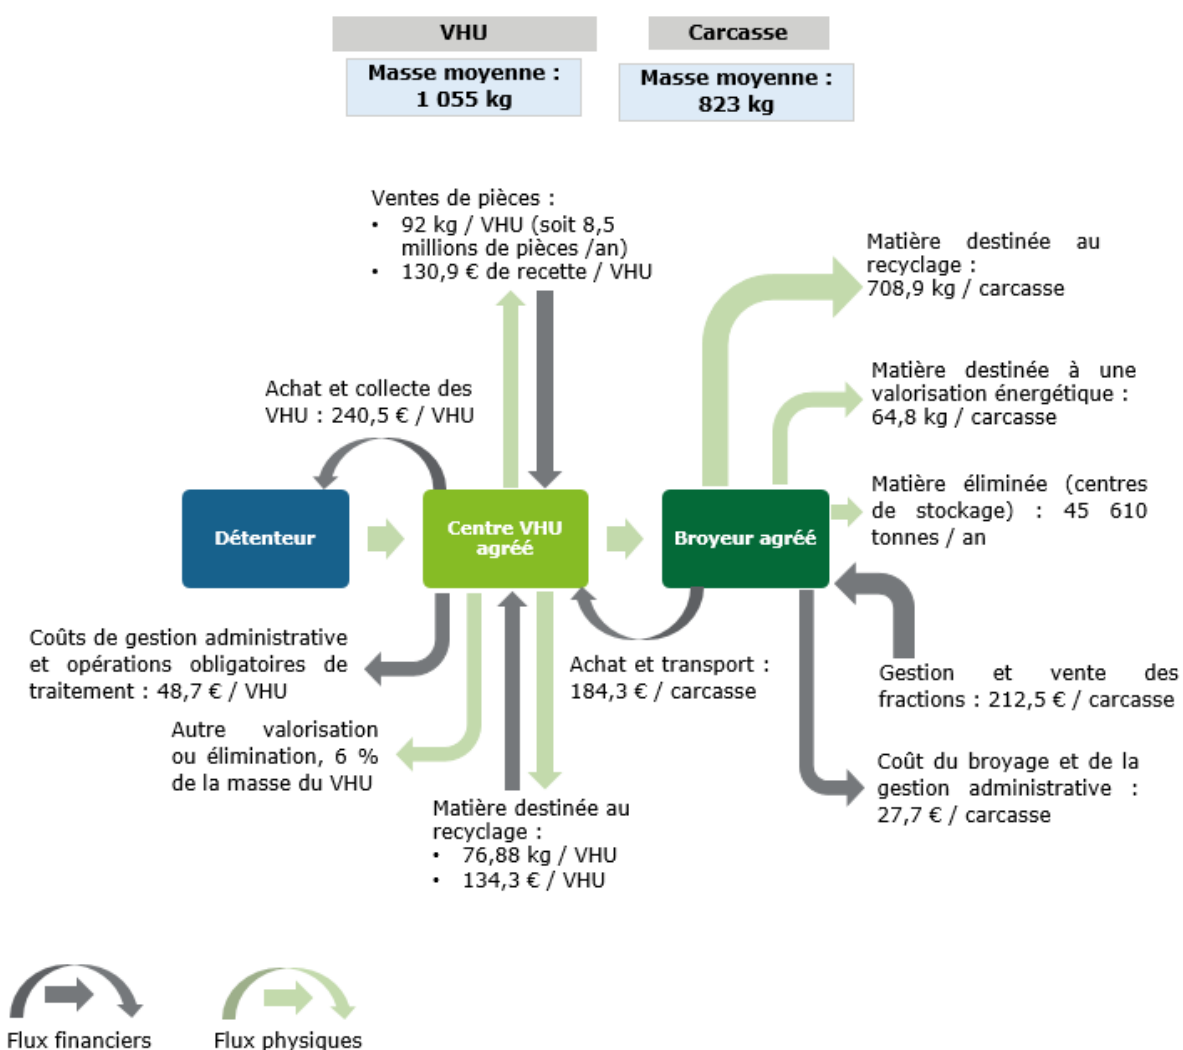 VHU
Masse moyenne :
1 055 kg
Carcasse
Masse moyenne :
823 kg
Ventes de pièces :
• 92 kg / VHU (soit 8,5
millions de pièces /an)
• 130,9 € de recette / VHU
Matière destinée au
recyclage :
708,9 kg / carcasse
Achat et collecte des
VHU : 240,5 € / VHU
Matière destinée à une
valorisation énergétique :
64,8 kg / carcasse
Matière éliminée (centres
de stockage) : 45 610
tonnes / an
Détenteur
Centre VHU
agréé
Broyeur agréé
Coûts de gestion administrative
et opérations obligatoires de
traitement : 48,7 € / VHU
Achat et transport :
184,3 € / carcasse
Gestion et vente des
fractions : 212,5 € / carcasse
Autre valorisation
ou élimination, 6 %
de la masse du VHU
Coût du broyage et de la
gestion administrative :
27,7 € / carcasse
Matière destinée au
recyclage :
• 76,88 kg / VHU
• 134,3 € / VHU
Flux financiers
Flux physiques